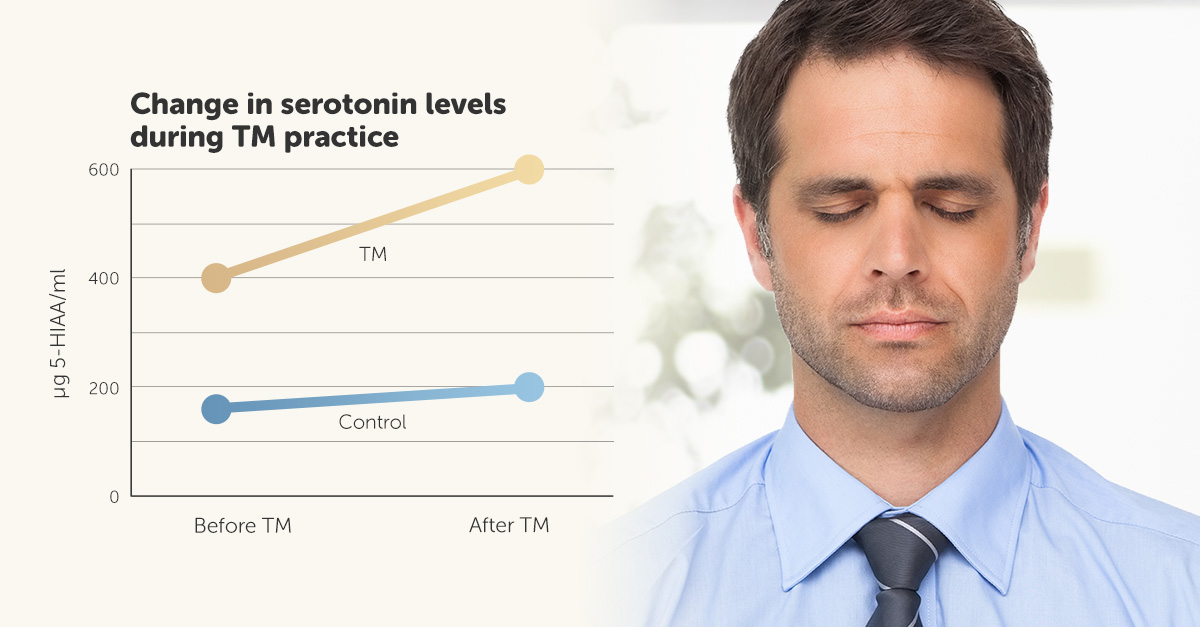 Change in serotonin levels
during TM practice
600
TM
400
µg 5-HIAA/ml
200
Control
0
Before TM
After TM